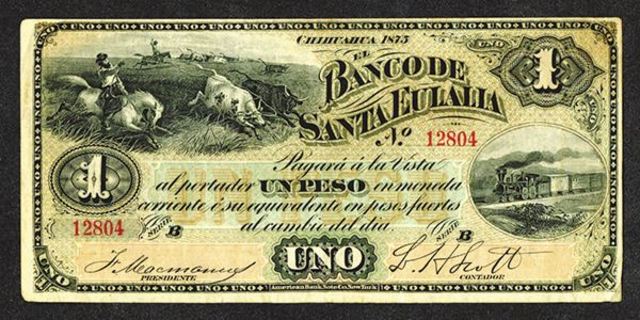 CHIHUAHUA 1875
UNO
EL
BANCO DE
SANTA EULALIA
1
No. 12804
Pagará á la Vista
1
al portador UN PESO en moneda
corriente ó su equivalente en pesos fuertes
al cambio del dia.
12804
SERIE B
SERIE B
UNO
PRESIDENTE
CONTADOR
American Bank Note Co. New York